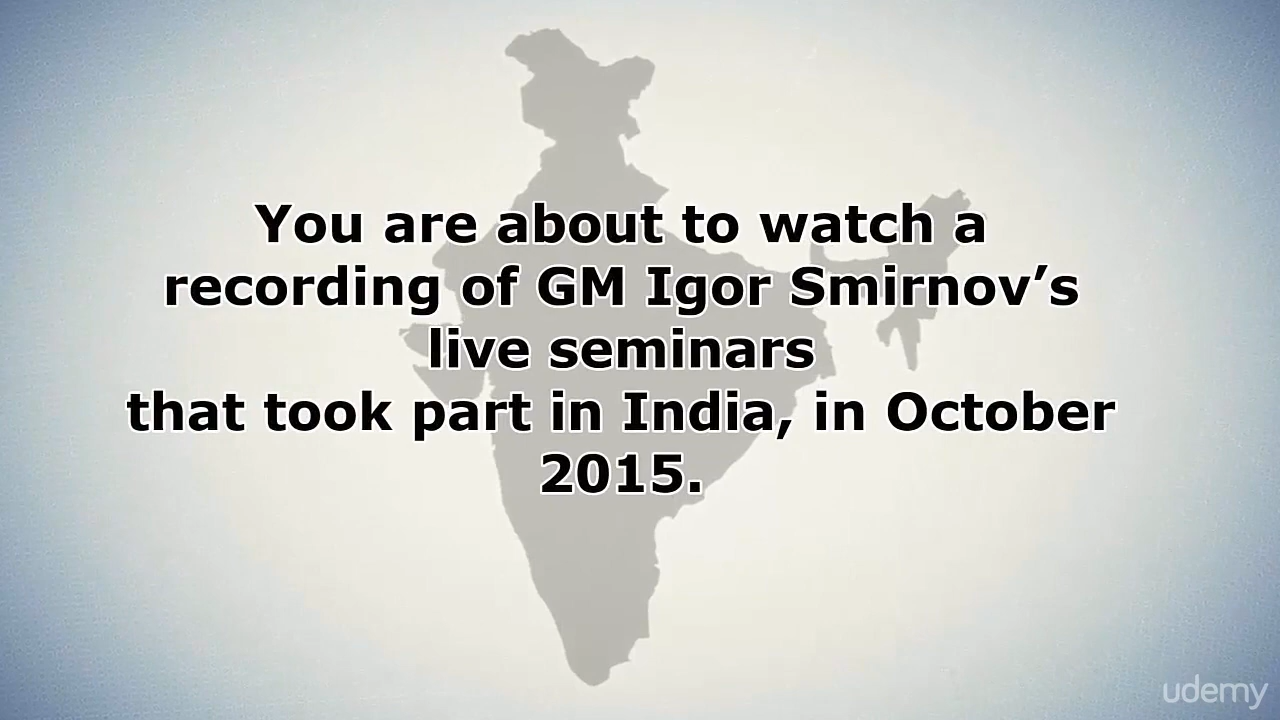 You are about to watch a
recording of GM Igor Smirnov’s
live seminars
that took part in India, in October
2015.
udemy